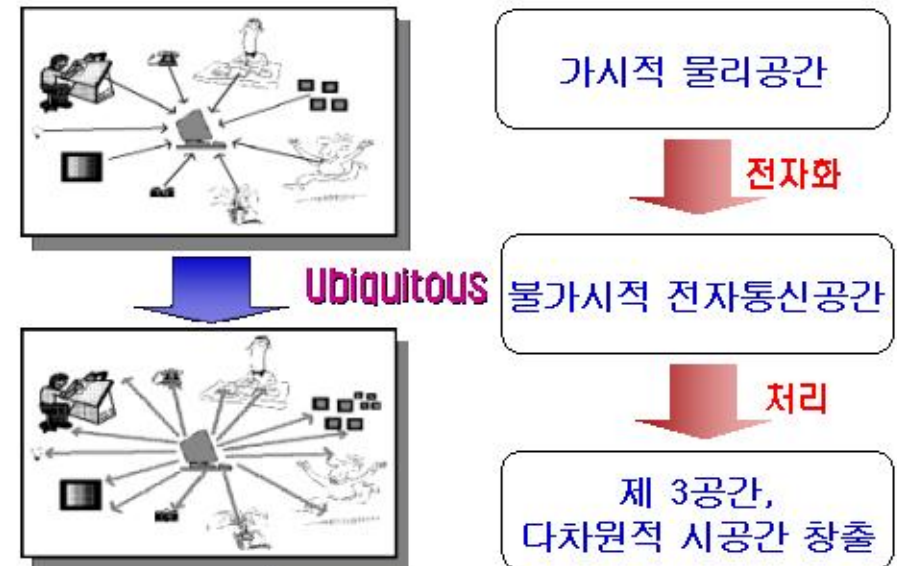 가시적 물리공간
전자화
Ubiquitous
불가시적 전자통신공간
처리
제 3공간,
다차원적 시공간 창출